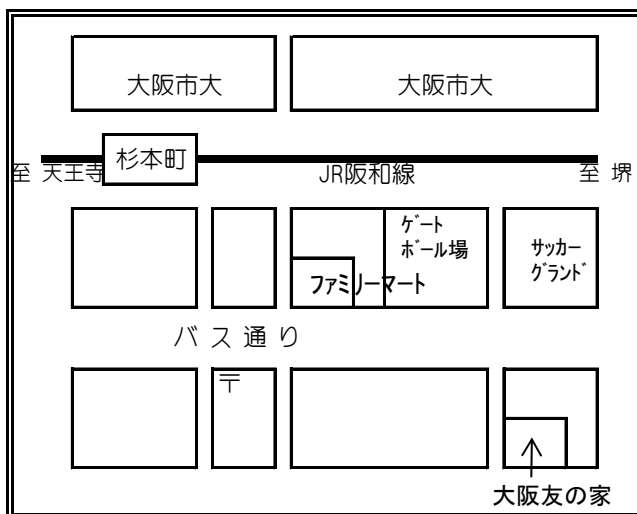 大阪市大
大阪市大
杉本町
至 天王寺
JR阪和線
至 堺
ゲート
ボール場
サッカー
グランド
ファミリーマート
バス通り
〒
大阪友の家